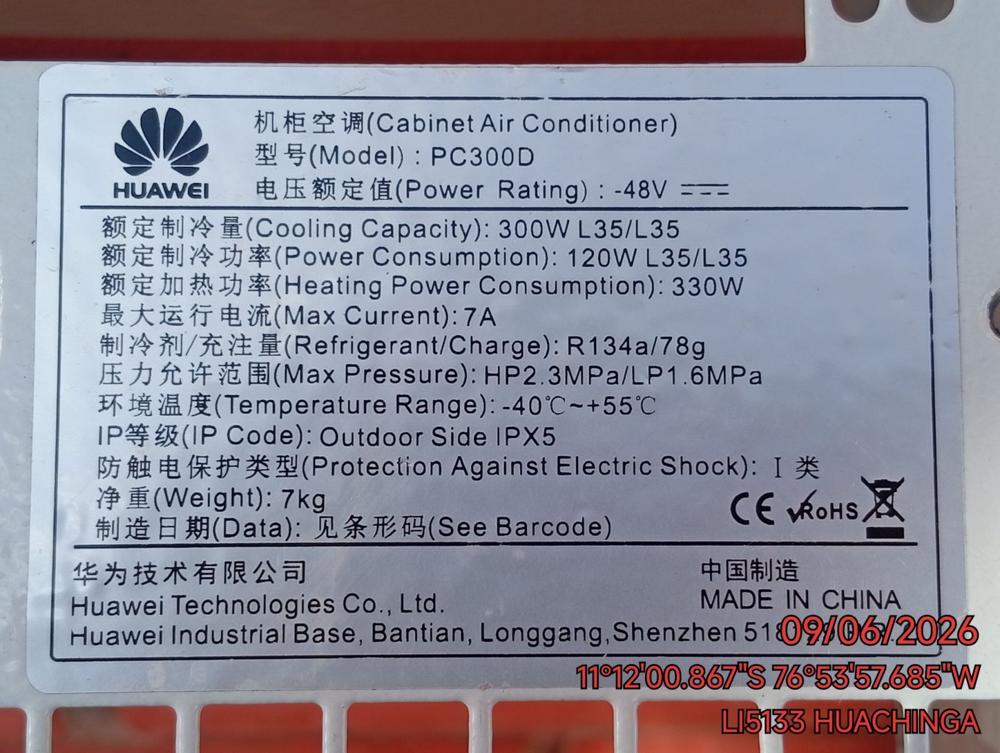 HUAWEI
机柜空调(Cabinet Air Conditioner)
型号(Model) : PC300D
电压额定值(Power Rating) : -48V
额定制冷量(Cooling Capacity): 300W L35/L35
额定制冷功率(Power Consumption): 120W L35/L35
额定加热功率(Heating Power Consumption): 330W
最大运行电流(Max Current): 7A
制冷剂/充注量(Refrigerant/Charge): R134a/78g
压力允许范围(Max Pressure): HP2.3MPa/LP1.6MPa
环境温度(Temperature Range): -40℃~+55℃
IP等级(IP Code): Outdoor Side IPX5
防触电保护类型(Protection Against Electric Shock): I 类
净重(Weight): 7kg
CE RoHS
制造日期(Data): 见条形码(See Barcode)
华为技术有限公司
中国制造
Huawei Technologies Co., Ltd.
MADE IN CHINA
Huawei Industrial Base, Bantian, Longgang,Shenzhen
09/06/2026
11°12'00.867"S 76°53'57.685"W
LI5133 HUACHINGA